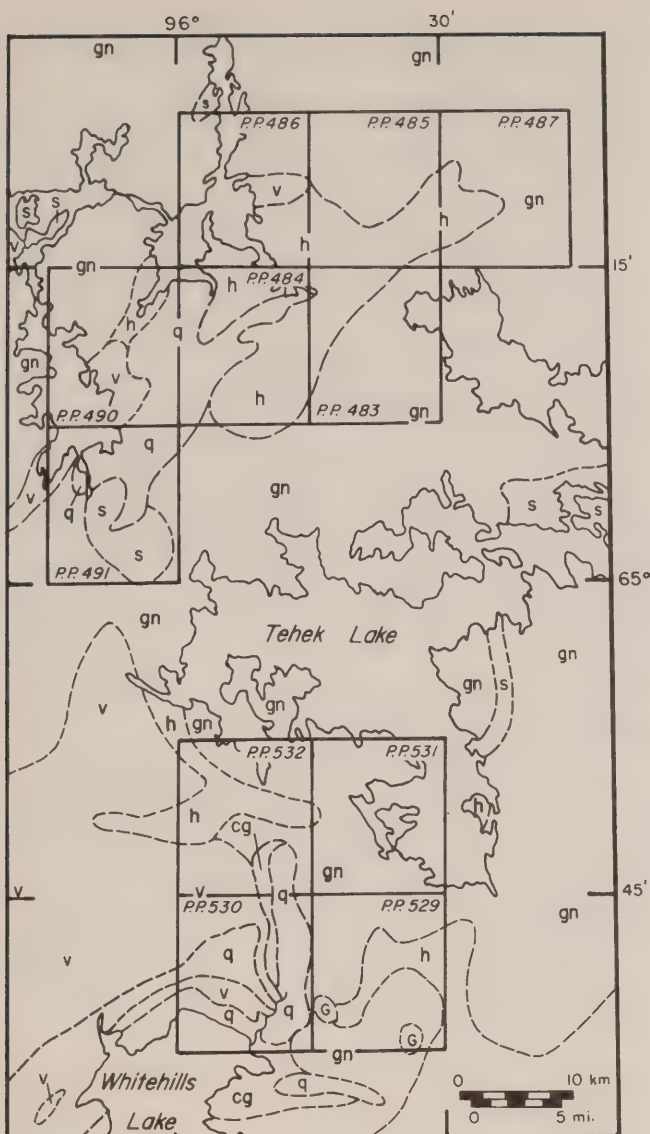 96° 30'
gn gn
s P.P. 486 P.P. 485 P.P. 487
s s v
v gn
h
gn h P.P. 484 15'
h q
gn v
h
P.P. 490 P.P. 483 gn
q
v gn
q s s s
s
P.P. 491 65°
gn
Tehek Lake gn
gn s
v gn
h gn
P.P. 532 P.P. 531
h h
cg
gn
v v q 45'
P.P. 530 P.P. 529 gn
v q h
v
q q G
G
gn
v Whitehills q 0 10 km
cg
Lake 0 5 mi.